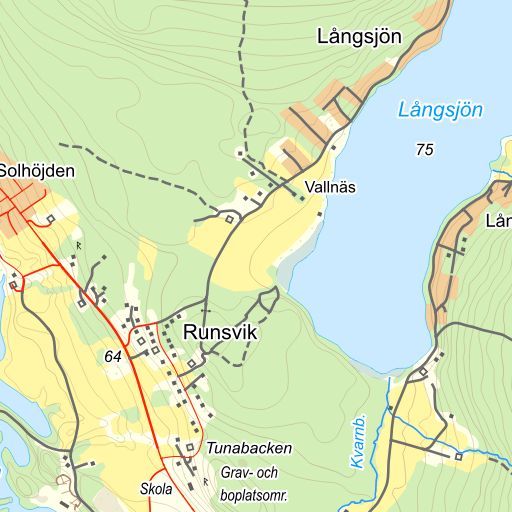 Långsjön
Långsjön
75
Solhöjden
Vallnäs
Lån
R
Runsvik
64
Kvarnb.
Tunabacken
Grav- och
boplatsomr.
Skola
R